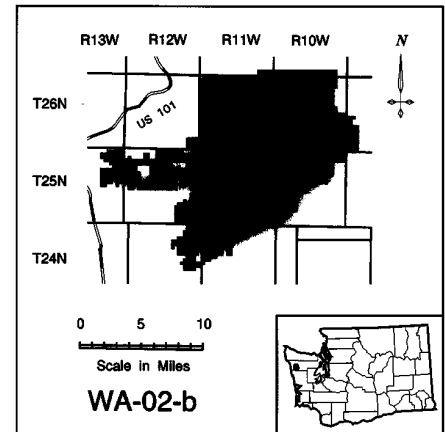 R13W R12W R11W R10W N
T26N
US 101
T25N
T24N
0 5 10
Scale in Miles
WA-02-b